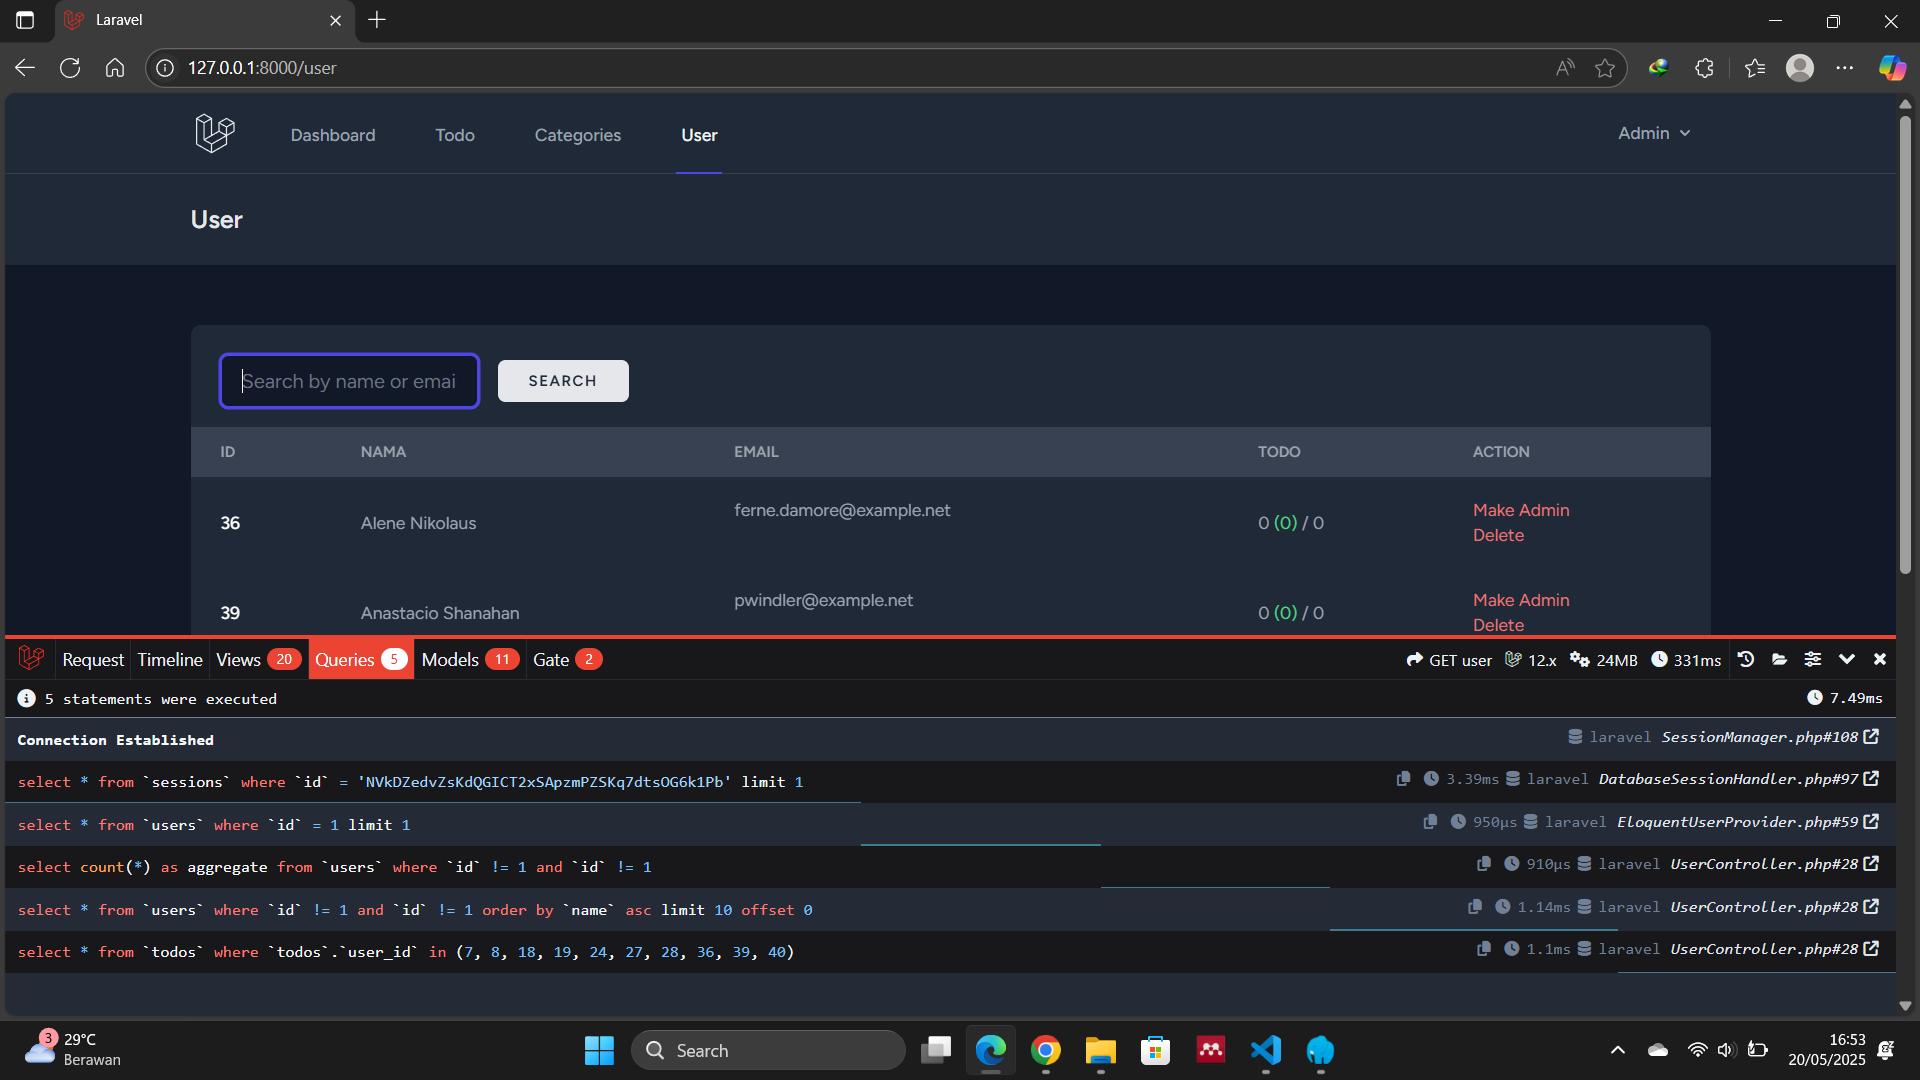 Laravel
127.0.0.1:8000/user
Dashboard Todo Categories User Admin
User
Search by name or emai SEARCH
ID NAMA EMAIL TODO ACTION
36 Alene Nikolaus ferne.damore@example.net 0 (0) / 0 Make Admin
Delete
39 Anastacio Shanahan pwindler@example.net 0 (0) / 0 Make Admin
Delete
Request Timeline Views 20 Queries 5 Models 11 Gate 2 GET user 12.x 24MB 331ms
5 statements were executed 7.49ms
Connection Established laravel SessionManager.php#108
select * from `sessions` where `id` = 'NVkDZedvZsKdQGICT2xSApzmPZSKq7dtsOG6k1Pb' limit 1 3.39ms laravel DatabaseSessionHandler.php#97
select * from `users` where `id` = 1 limit 1 950μs laravel EloquentUserProvider.php#59
select count(*) as aggregate from `users` where `id` != 1 and `id` != 1 910μs laravel UserController.php#28
select * from `users` where `id` != 1 and `id` != 1 order by `name` asc limit 10 offset 0 1.14ms laravel UserController.php#28
select * from `todos` where `todos`.`user_id` in (7, 8, 18, 19, 24, 27, 28, 36, 39, 40) 1.1ms laravel UserController.php#28
3 29°C
Berawan
Search
16:53
20/05/2025